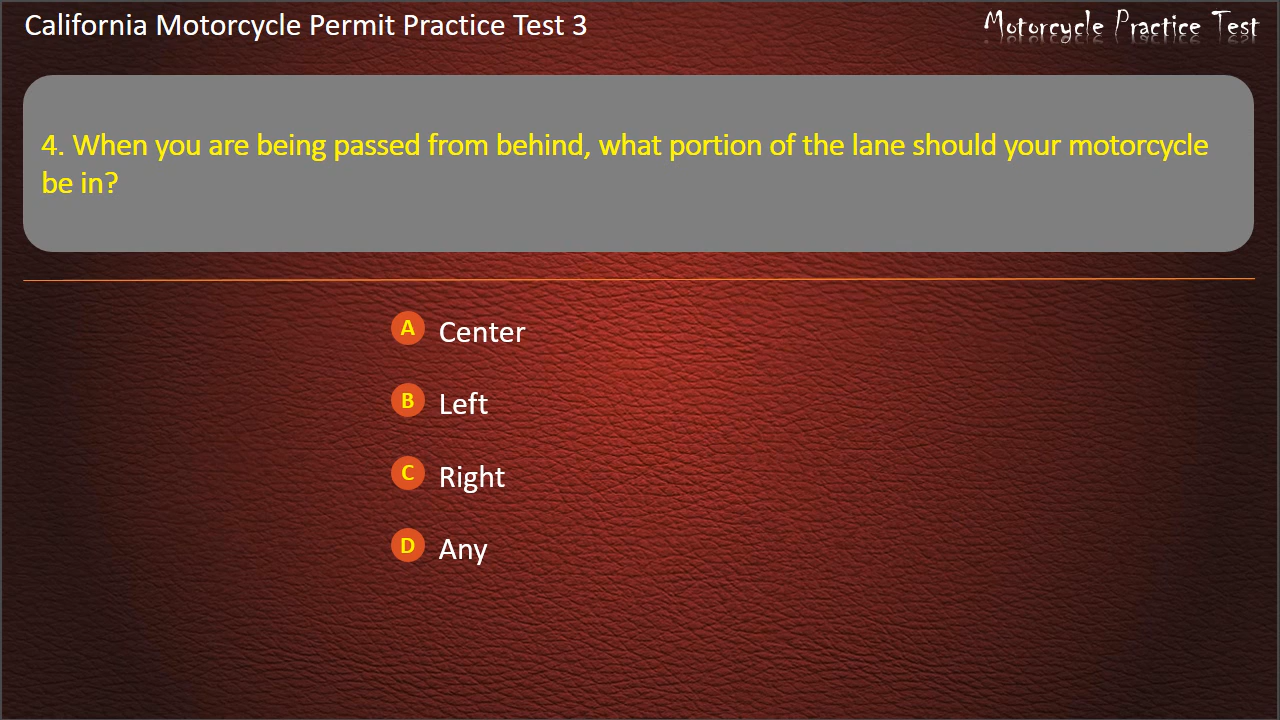 California Motorcycle Permit Practice Test 3
Motorcycle Practice Test
4. When you are being passed from behind, what portion of the lane should your motorcycle
be in?
A Center
B Left
C Right
D Any